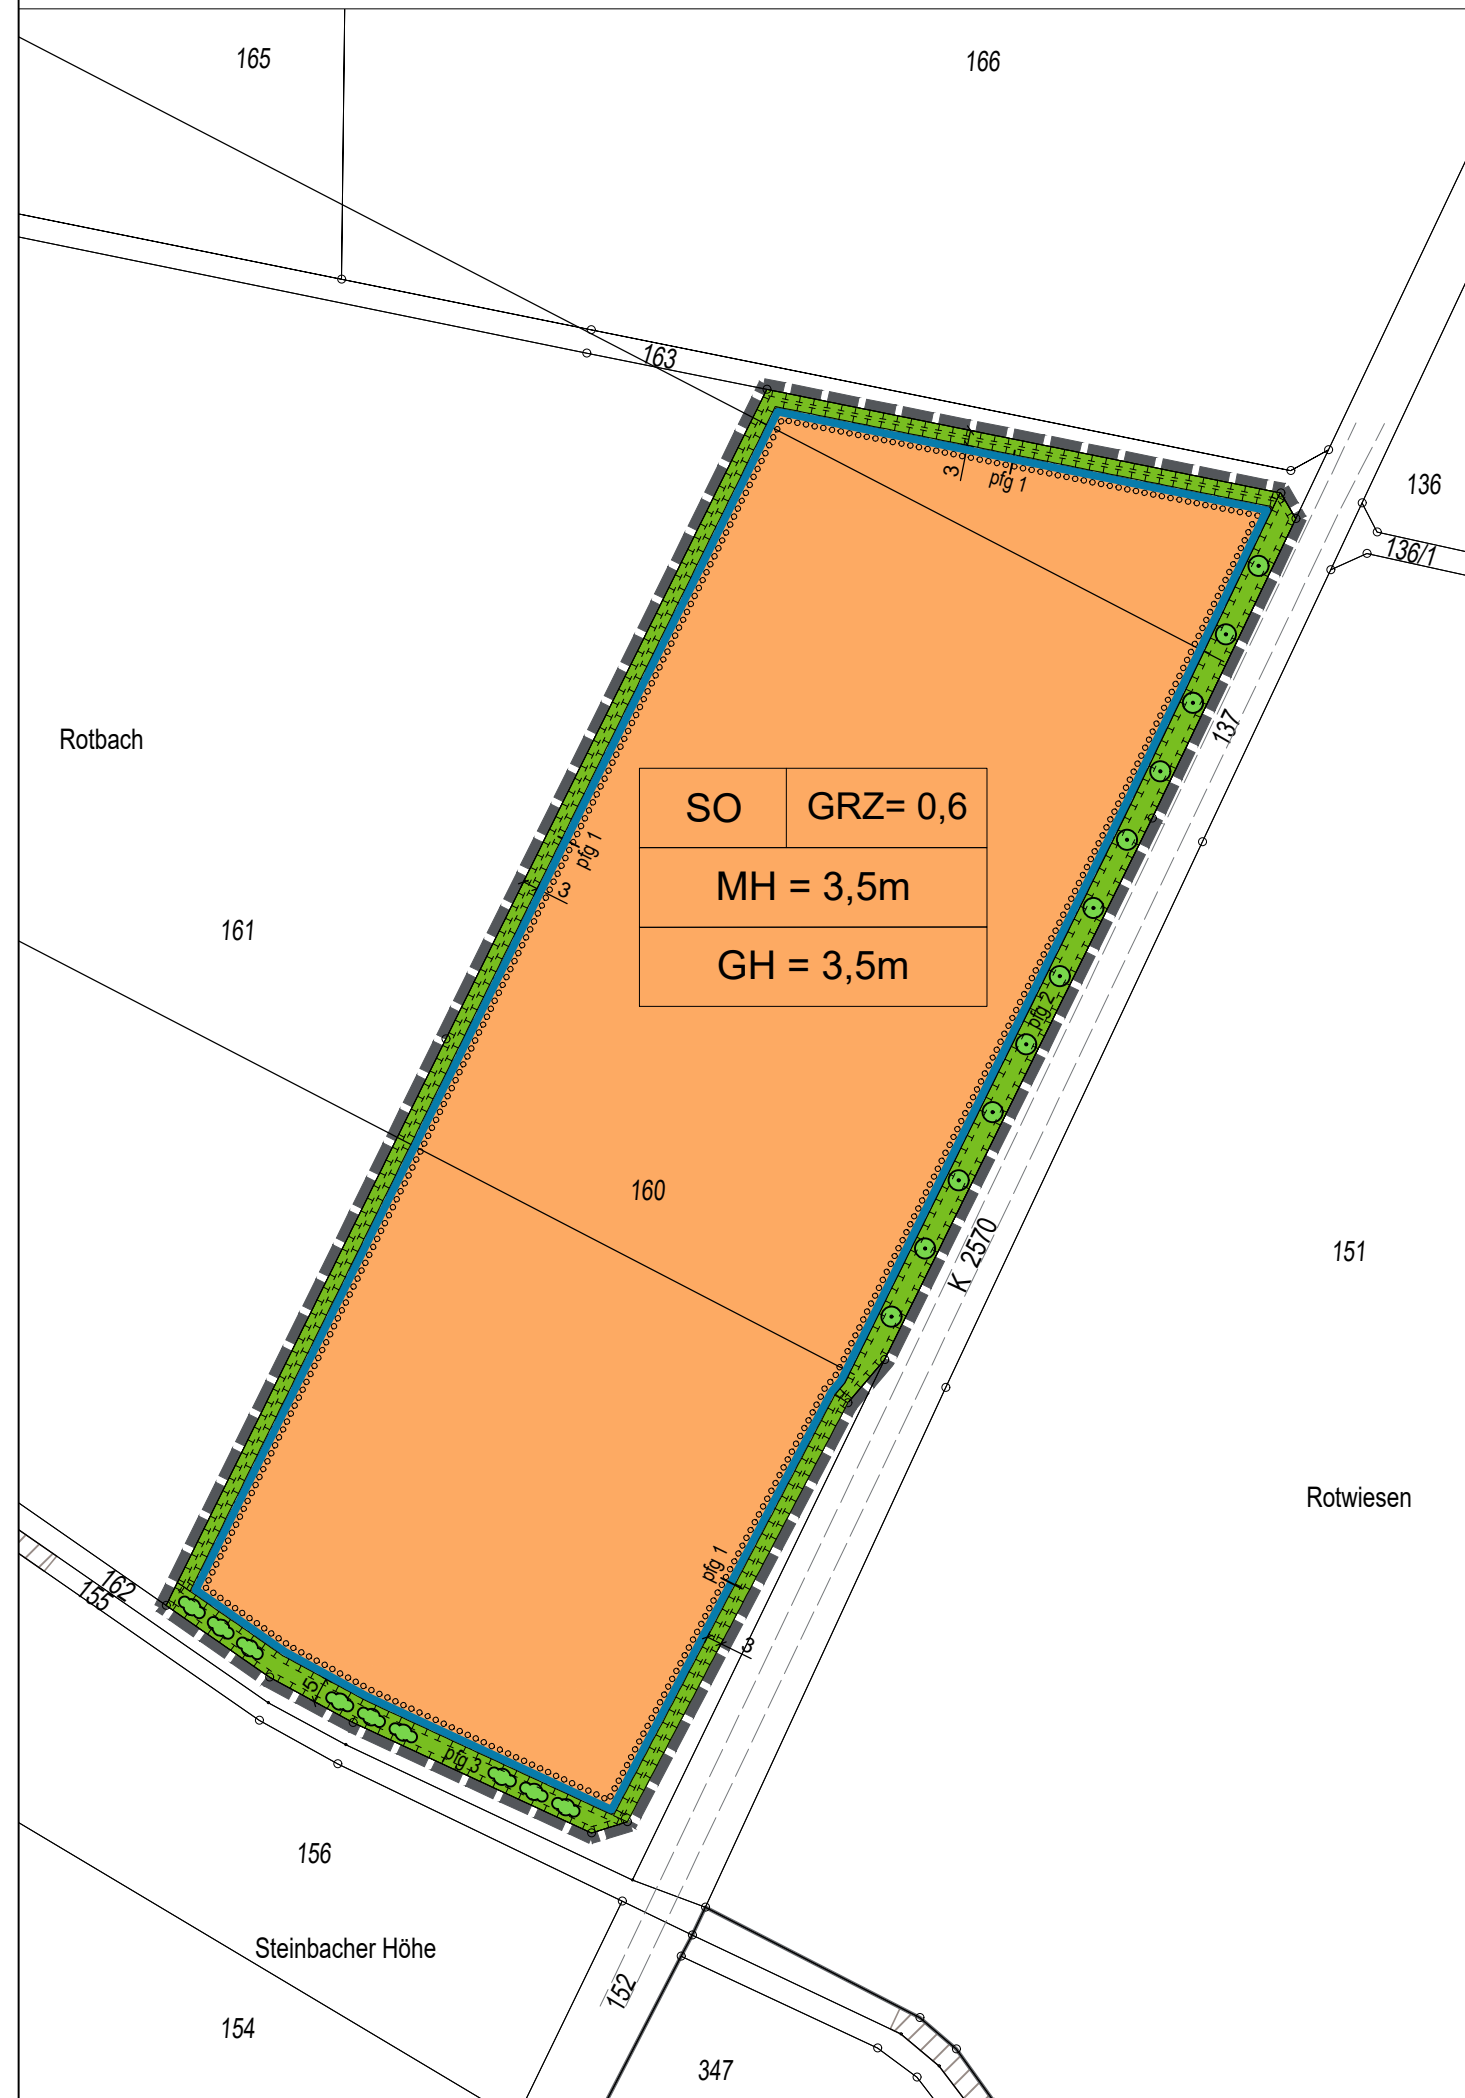 165
166
163
136
136/1
3
pfg 1
137
Rotbach
SO GRZ= 0,6
pfg 1
3
MH = 3,5m
161
GH = 3,5m
pfg 2
160
K 2570
151
Rotwiesen
pfg 1
162
155
3
5
pfg 3
156
Steinbacher Höhe
152
154
347